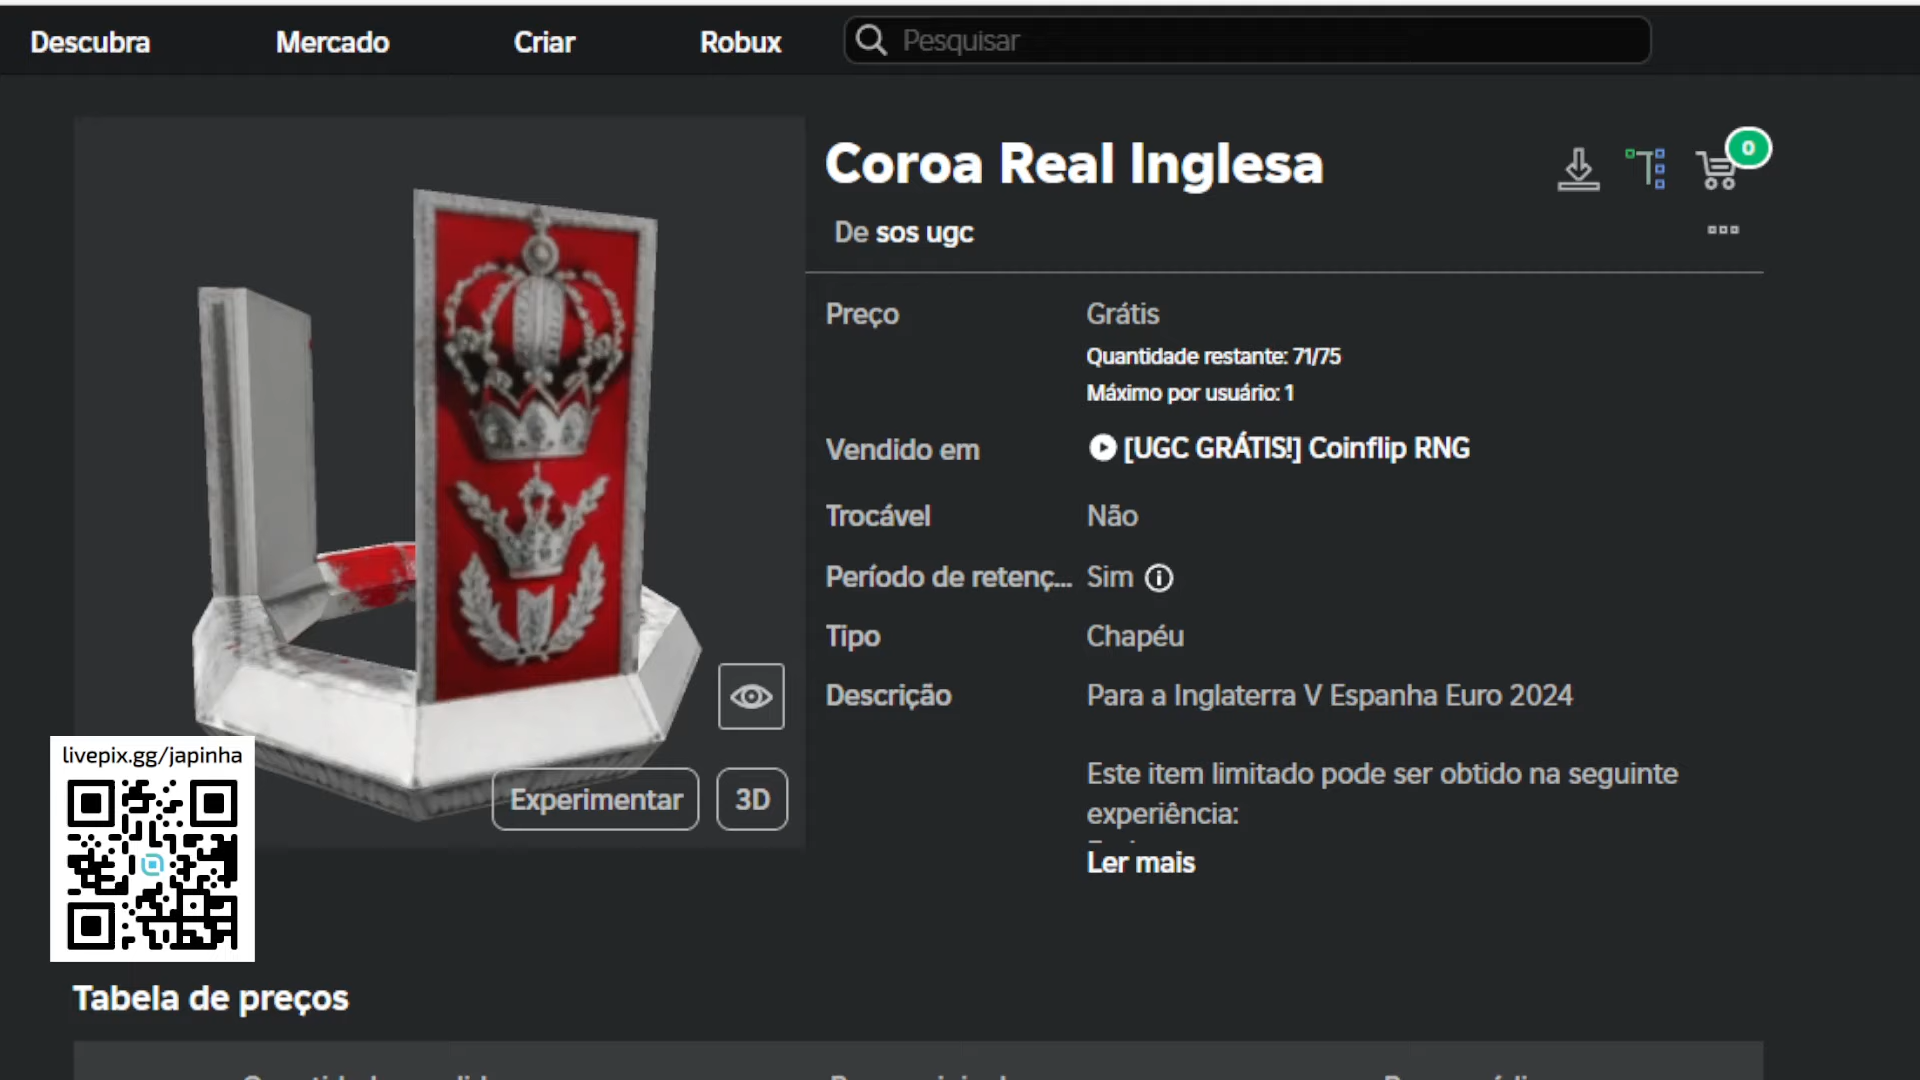 Descubra
Mercado
Criar
Robux
Pesquisar
Coroa Real Inglesa
0
De sos ugc
Preço
Grátis
Quantidade restante: 71/75
Máximo por usuário: 1
Vendido em
[UGC GRÁTIS!] Coinflip RNG
Trocável
Não
Período de retenç...
Sim
Tipo
Chapéu
Descrição
Para a Inglaterra V Espanha Euro 2024
Este item limitado pode ser obtido na seguinte
experiência:
Ler mais
Experimentar
3D
livepix.gg/japinha
Tabela de preços